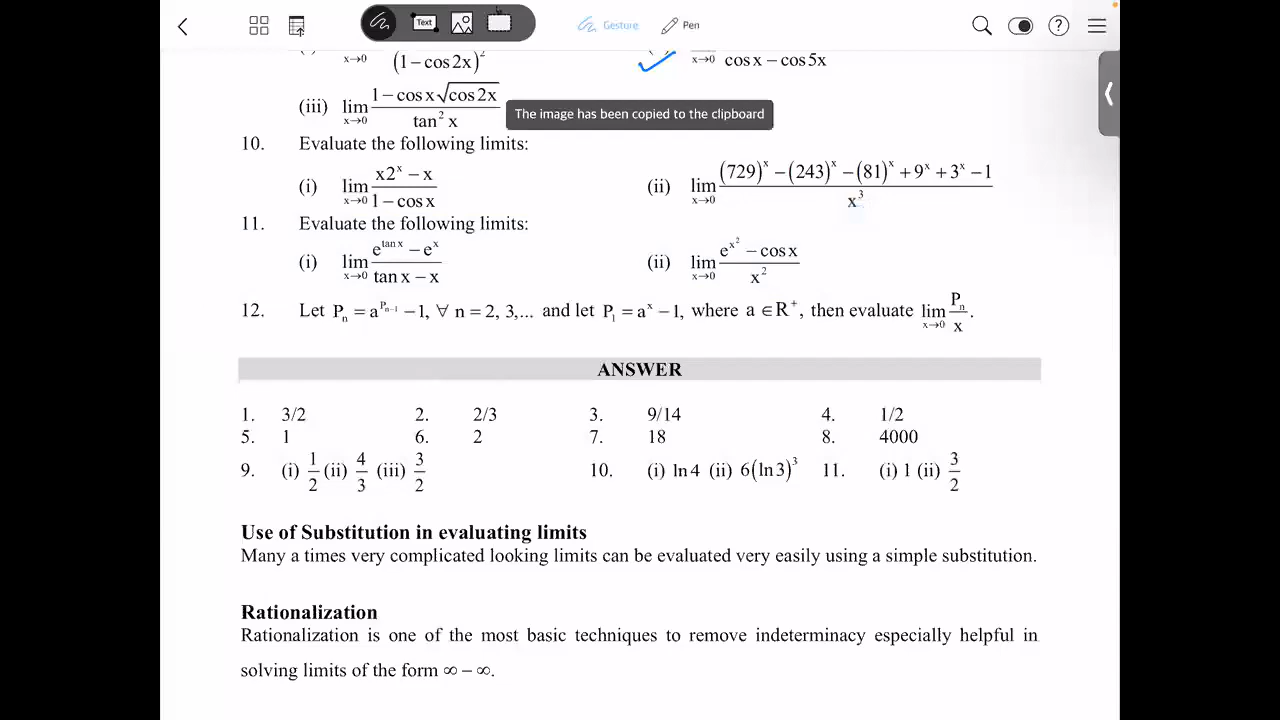 Text
Gesture
Pen
lim x→0 (1 − cos2x)²
lim x→0 cosx − cos5x
(iii) lim x→0 (1 − cos x√(cos 2x)) / (tan² x)
The image has been copied to the clipboard
10. Evaluate the following limits:
(i) lim x→0 (x2ˣ − x) / (1 − cosx) (ii) lim x→0 ((729)ˣ − (243)ˣ − (81)ˣ + 9ˣ + 3ˣ − 1) / x³
11. Evaluate the following limits:
(i) lim x→0 (e^(tan x) − eˣ) / (tan x − x) (ii) lim x→0 (e^(x²) − cosx) / x²
12. Let Pₙ = a^(Pₙ₋₁) − 1, ∀ n = 2, 3,... and let P₁ = aˣ − 1, where a ∈ R⁺, then evaluate lim x→0 Pₙ/x.
ANSWER
1. 3/2 2. 2/3 3. 9/14 4. 1/2
5. 1 6. 2 7. 18 8. 4000
9. (i) 1/2 (ii) 4/3 (iii) 3/2 10. (i) ln 4 (ii) 6(ln 3)³ 11. (i) 1 (ii) 3/2
Use of Substitution in evaluating limits
Many a times very complicated looking limits can be evaluated very easily using a simple substitution.
Rationalization
Rationalization is one of the most basic techniques to remove indeterminacy especially helpful in
solving limits of the form ∞ − ∞.